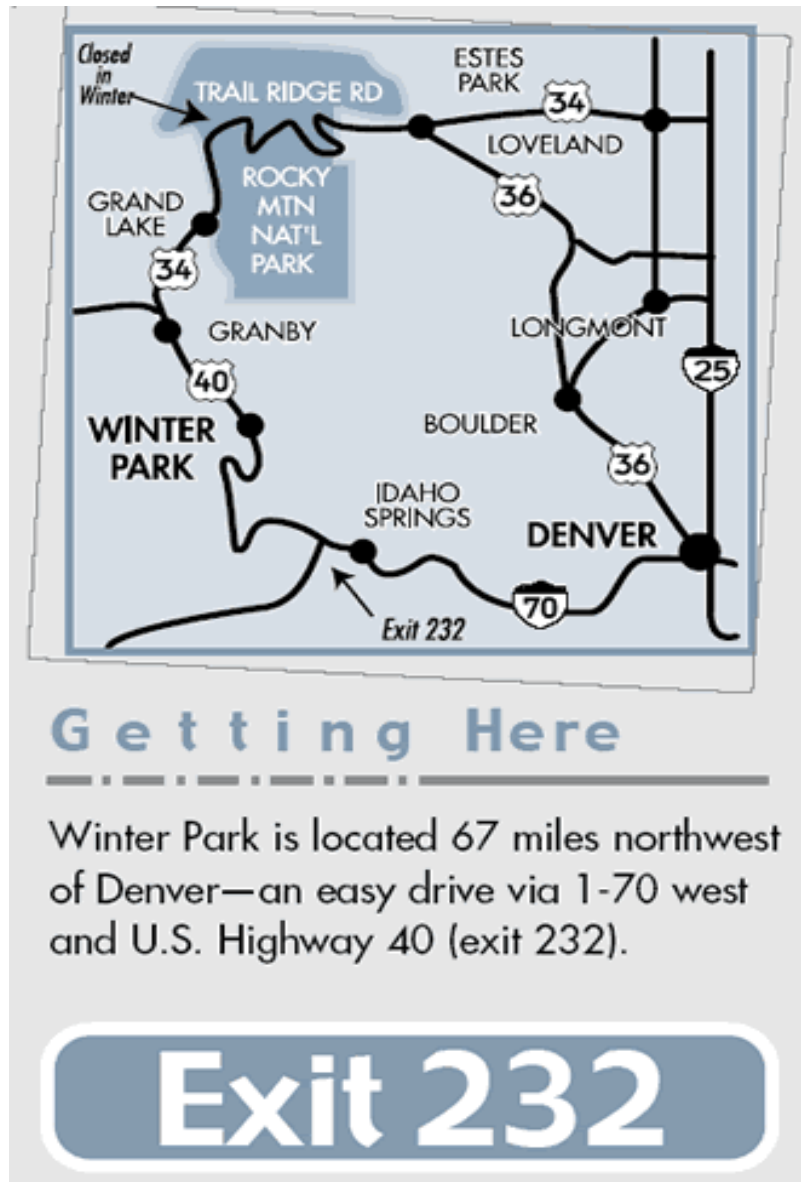 Closed
in
Winter
TRAIL RIDGE RD
ESTES
PARK
34
LOVELAND
ROCKY
MTN
NAT'L
PARK
36
GRAND
LAKE
34
GRANBY
LONGMONT
25
40
WINTER
PARK
BOULDER
36
IDAHO
SPRINGS
DENVER
70
Exit 232
Getting Here
Winter Park is located 67 miles northwest
of Denver—an easy drive via 1-70 west
and U.S. Highway 40 (exit 232).
Exit 232